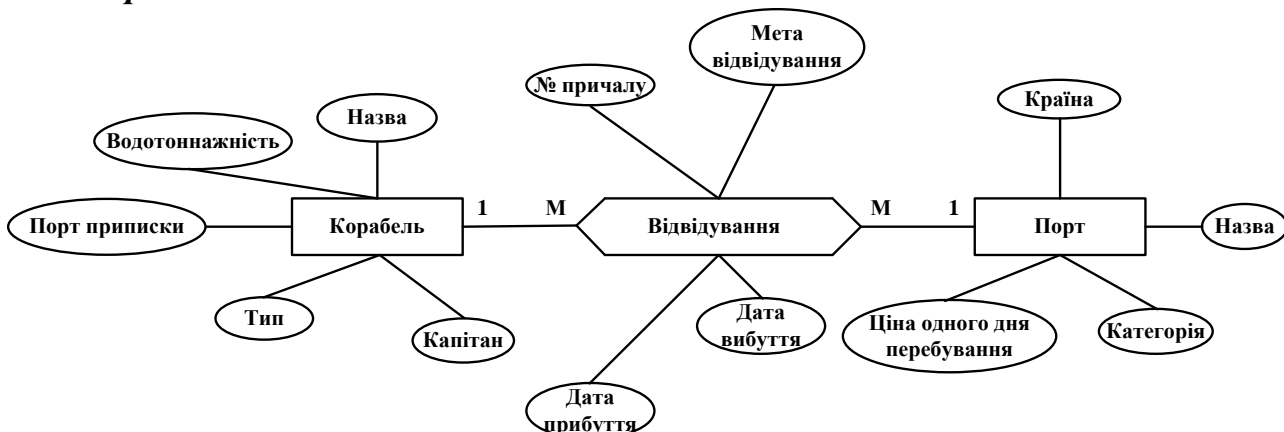 Мета
відвідування
№ причалу
Країна
Назва
Водотоннажність
Порт приписки
Корабель
1
М
Відвідування
М
1
Порт
Назва
Тип
Капітан
Дата
вибуття
Ціна одного дня
перебування
Категорія
Дата
прибуття